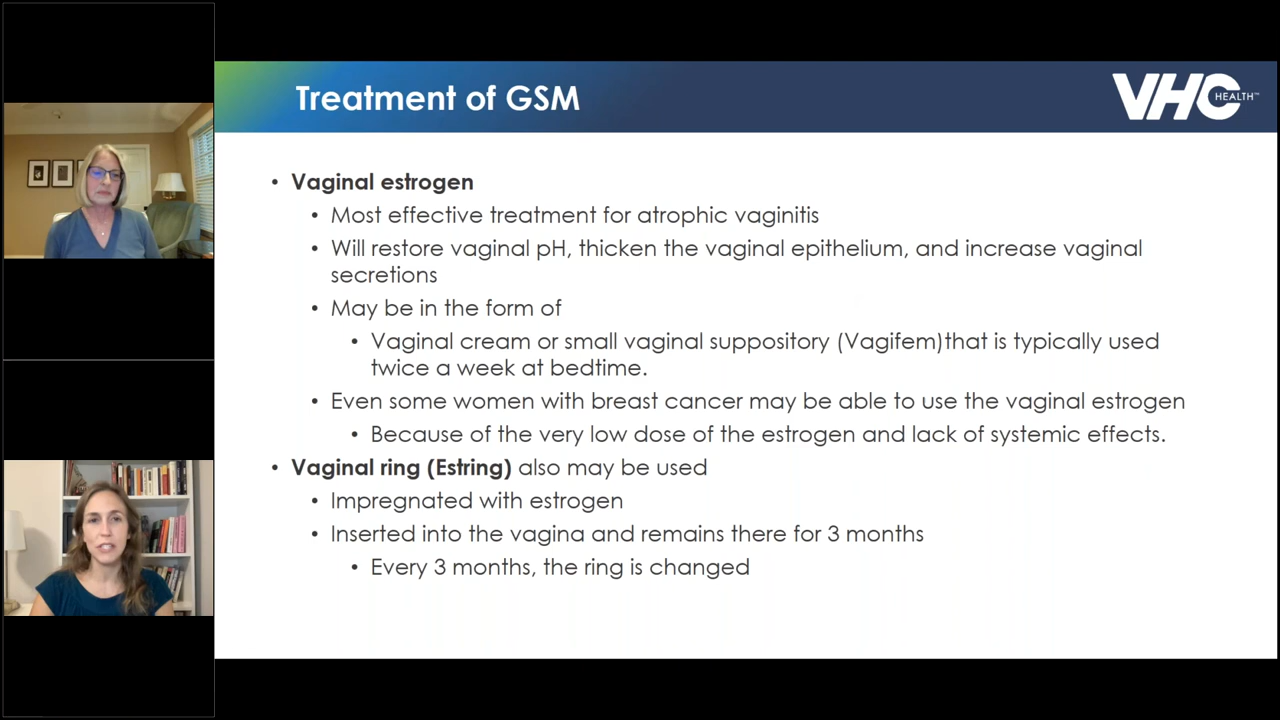 Treatment of GSM
VHC
HEALTH™
• Vaginal estrogen
• Most effective treatment for atrophic vaginitis
• Will restore vaginal pH, thicken the vaginal epithelium, and increase vaginal
secretions
• May be in the form of
• Vaginal cream or small vaginal suppository (Vagifem)that is typically used
twice a week at bedtime.
• Even some women with breast cancer may be able to use the vaginal estrogen
• Because of the very low dose of the estrogen and lack of systemic effects.
• Vaginal ring (Estring) also may be used
• Impregnated with estrogen
• Inserted into the vagina and remains there for 3 months
• Every 3 months, the ring is changed